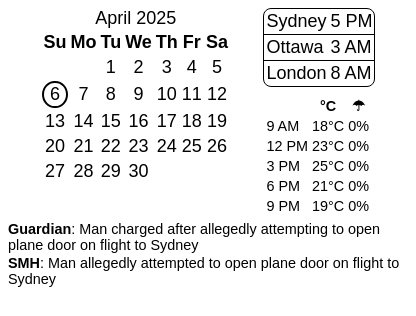 April 2025
Su Mo Tu We Th Fr Sa
1 2 3 4 5
6 7 8 9 10 11 12
13 14 15 16 17 18 19
20 21 22 23 24 25 26
27 28 29 30
Sydney 5 PM
Ottawa 3 AM
London 8 AM
°C ☂
9 AM 18°C 0%
12 PM 23°C 0%
3 PM 25°C 0%
6 PM 21°C 0%
9 PM 19°C 0%
Guardian: Man charged after allegedly attempting to open
plane door on flight to Sydney
SMH: Man allegedly attempted to open plane door on flight to
Sydney